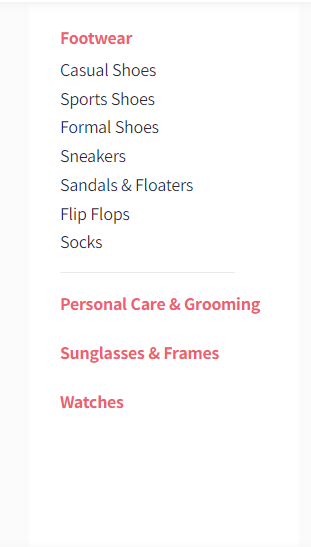 Footwear
Casual Shoes
Sports Shoes
Formal Shoes
Sneakers
Sandals & Floaters
Flip Flops
Socks
Personal Care & Grooming
Sunglasses & Frames
Watches